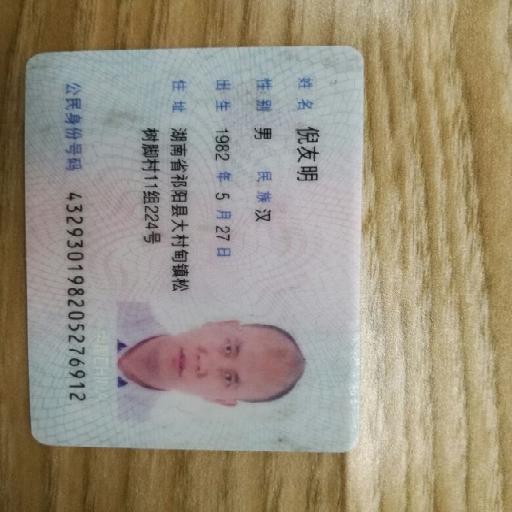 姓名 倪友明
性别 男 民族 汉
出生 1982 年 5 月 27 日
住址 湖南省祁阳县大村甸镇松
树脚村11组224号
公民身份号码 432930198205276912